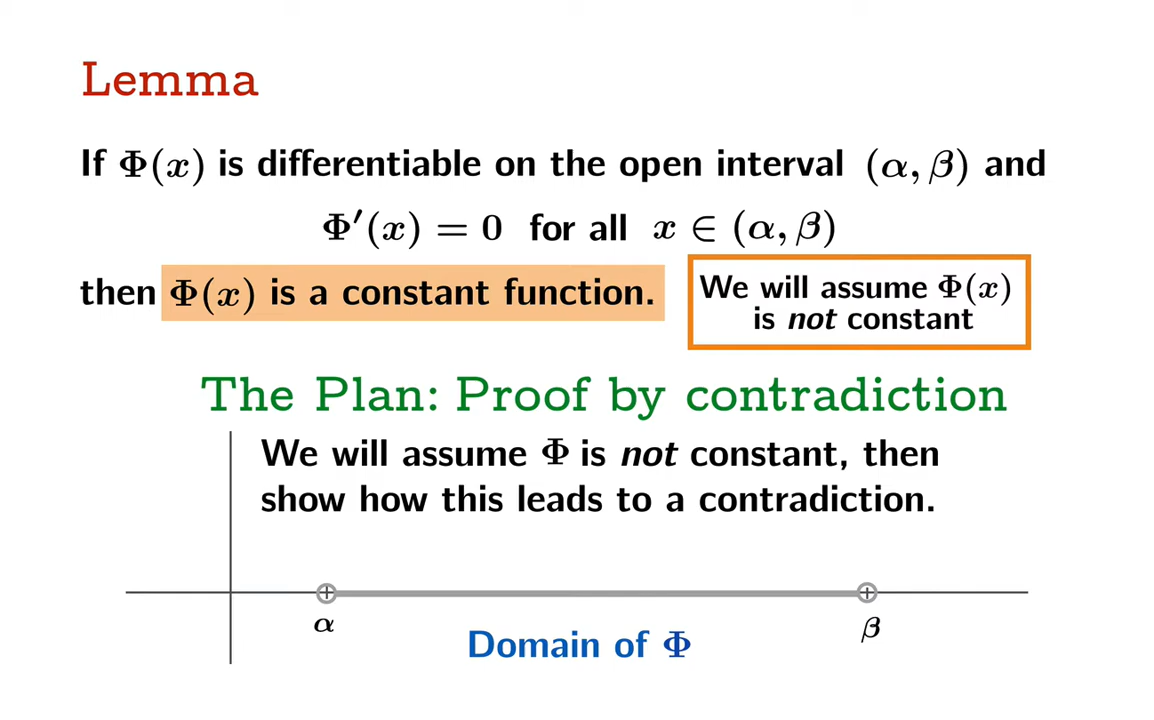 Lemma
If Φ(x) is differentiable on the open interval (α, β) and
Φ′(x) = 0 for all x ∈ (α, β)
then Φ(x) is a constant function.
We will assume Φ(x)
is not constant
The Plan: Proof by contradiction
We will assume Φ is not constant, then
show how this leads to a contradiction.
α
β
Domain of Φ